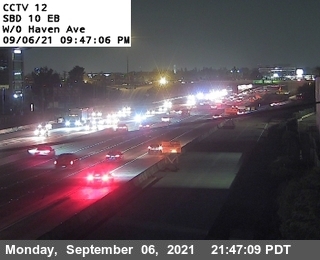 CCTV 12
SBD 10 EB
W/O Haven Ave
09/06/21 09:47:06 PM
Monday, September 06, 2021 21:47:09 PDT